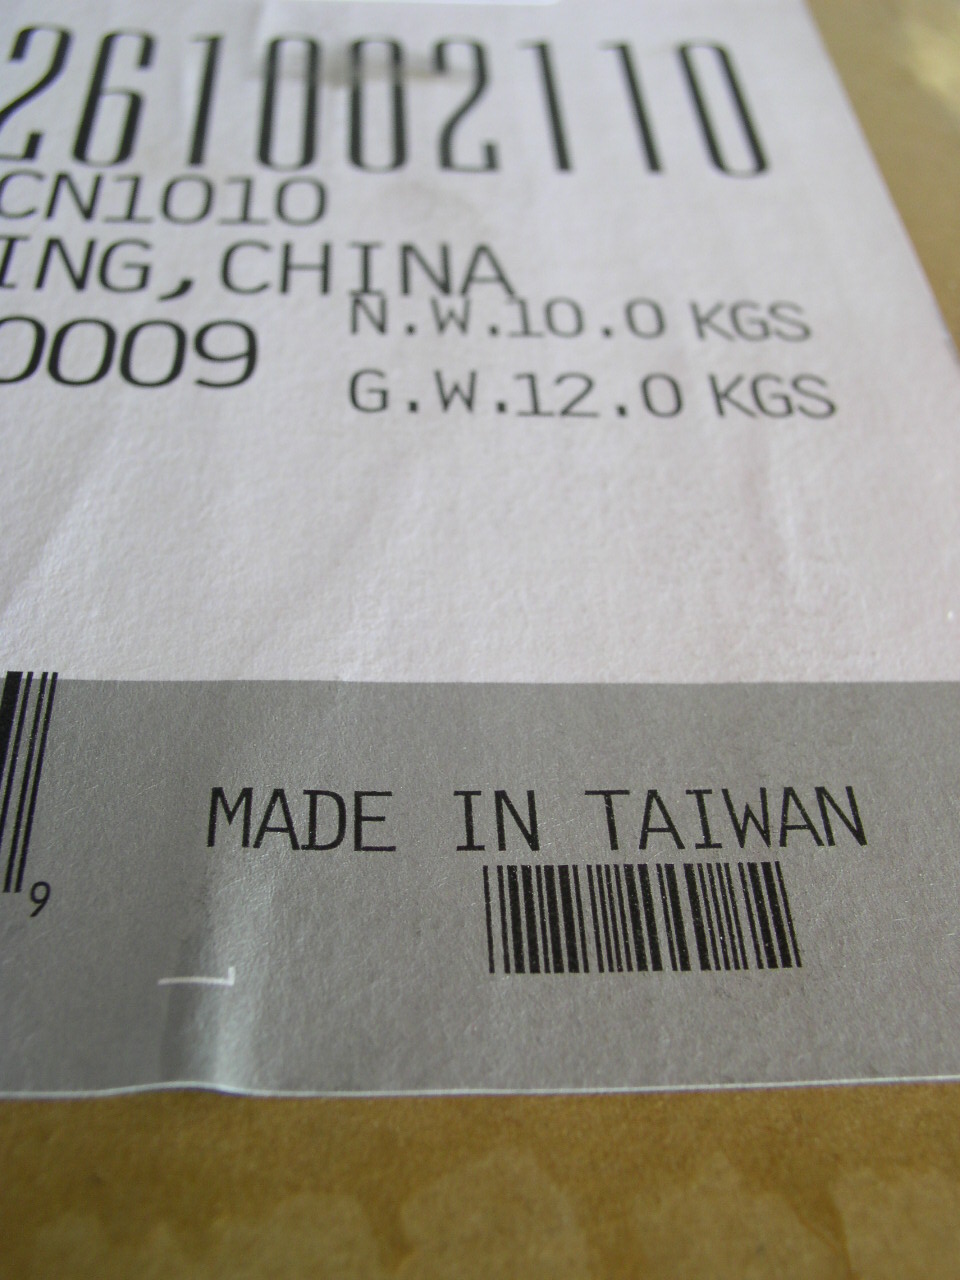 261002110
CN1010
ING,CHINA
N.W.10.0 KGS
0009
G.W.12.0 KGS
MADE IN TAIWAN
9